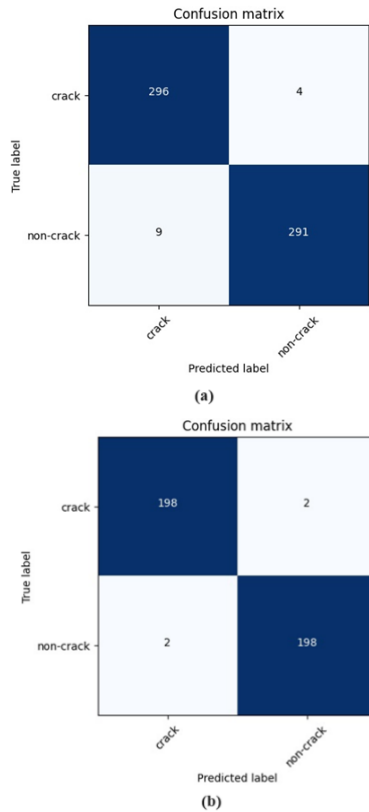 Confusion matrix
crack
296
4
True label
non-crack
9
291
crack
non-crack
Predicted label
(a)
Confusion matrix
crack
198
2
True label
non-crack
2
198
crack
non-crack
Predicted label
(b)